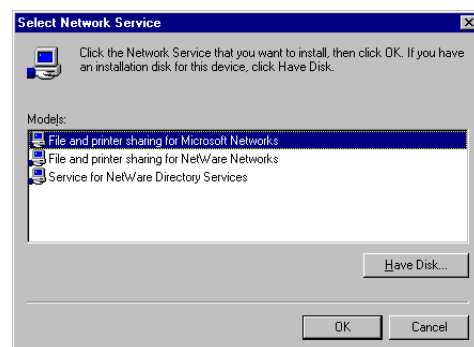 Select Network Service
Click the Network Service that you want to install, then click OK. If you have
an installation disk for this device, click Have Disk.
Models:
File and printer sharing for Microsoft Networks
File and printer sharing for NetWare Networks
Service for NetWare Directory Services
Have Disk...
OK
Cancel